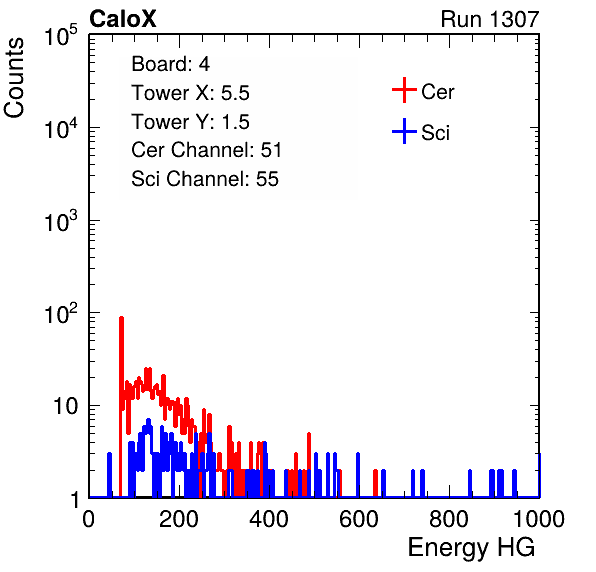 CaloX Run 1307
Counts
Board: 4
Tower X: 5.5
Tower Y: 1.5
Cer Channel: 51
Sci Channel: 55
Cer
Sci
10^5
10^4
10^3
10^2
10
1
0 200 400 600 800 1000
Energy HG